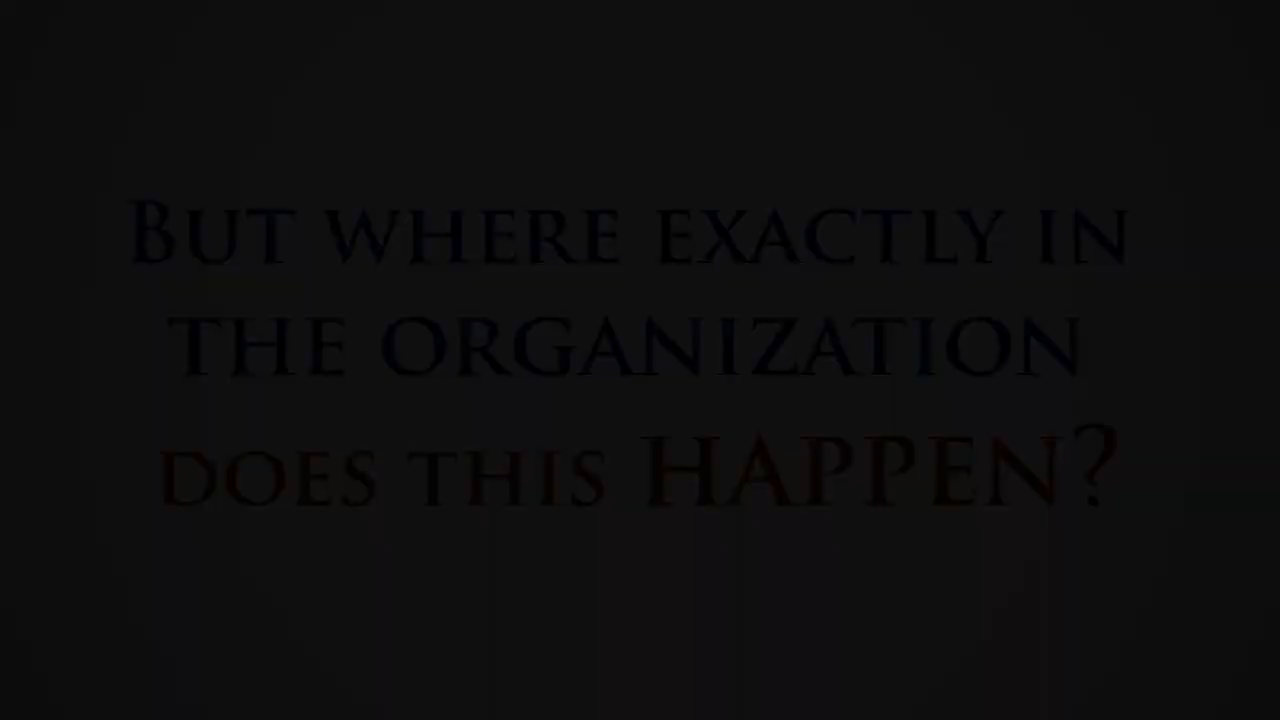 But where exactly in
the organization
does this HAPPEN?